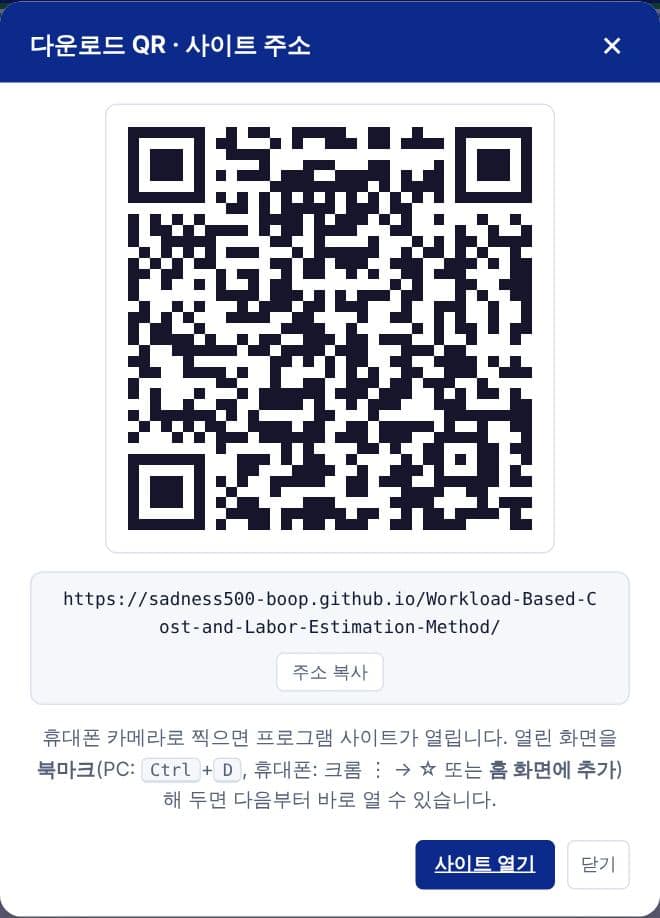 다운로드 QR · 사이트 주소 ×
https://sadness500-boop.github.io/Workload-Based-C
ost-and-Labor-Estimation-Method/
주소 복사
휴대폰 카메라로 찍으면 프로그램 사이트가 열립니다. 열린 화면을
북마크(PC: Ctrl+D, 휴대폰: 크롬 ⋮ → ☆ 또는 홈 화면에 추가)
해 두면 다음부터 바로 열 수 있습니다.
사이트 열기 닫기